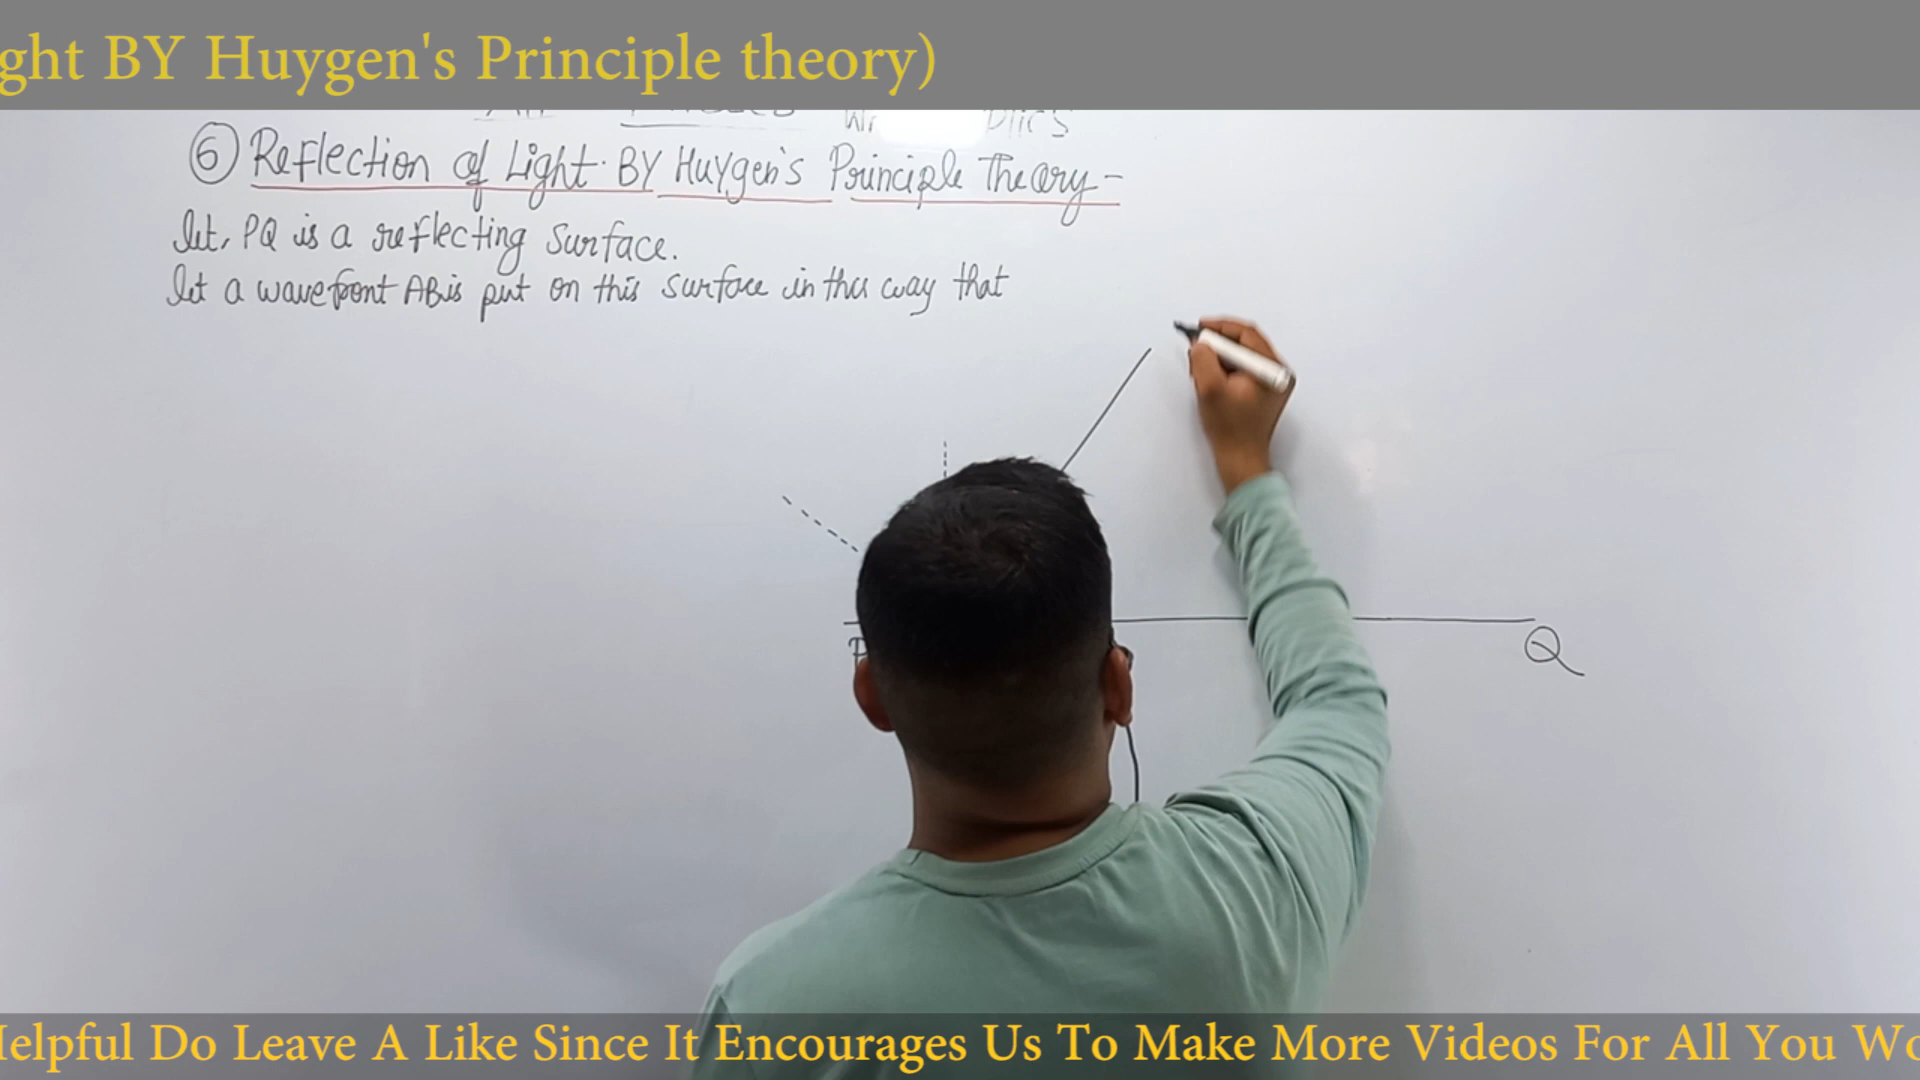 ght BY Huygen's Principle theory)
⑥ Reflection of Light. BY Huygen's Principle Theory-
let, PQ is a reflecting surface.
let a wavefront AB is put on this surface in this way that
P
Q
Helpful Do Leave A Like Since It Encourages Us To Make More Videos For All You Wo